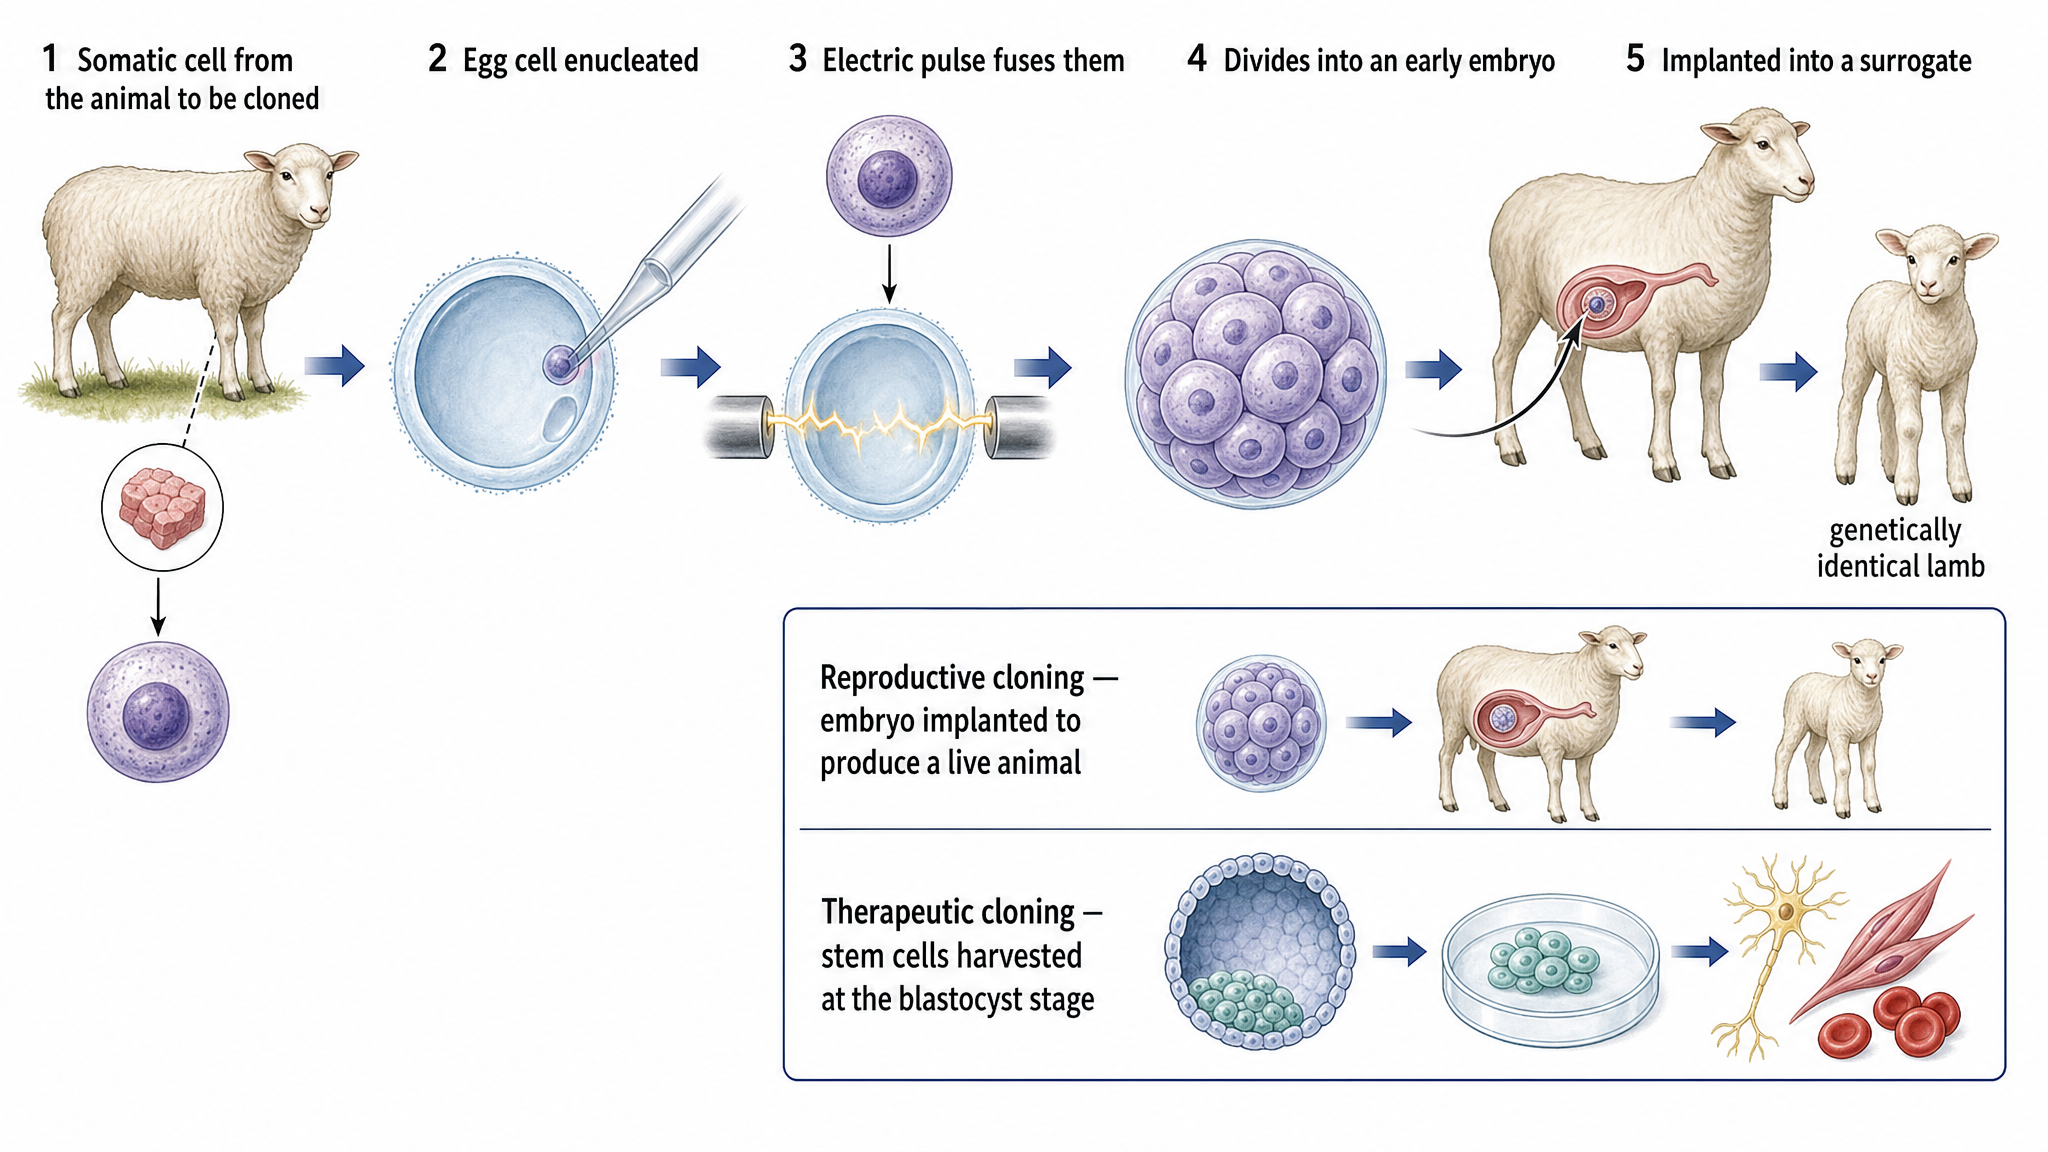 1 Somatic cell from
the animal to be cloned
2 Egg cell enucleated
3 Electric pulse fuses them
4 Divides into an early embryo
5 Implanted into a surrogate
genetically
identical lamb
Reproductive cloning —
embryo implanted to
produce a live animal
Therapeutic cloning —
stem cells harvested
at the blastocyst stage